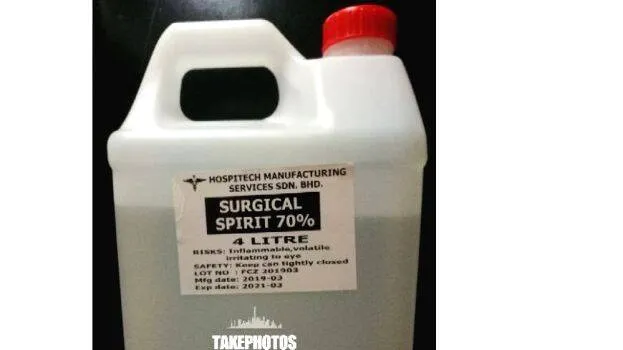 HOSPITECH MANUFACTURING
SERVICES SDN. BHD.
SURGICAL
SPIRIT 70%
4 LITRE
RISKS: Inflammable,volatile
irritating to eye
SAFETY: Keep can tightly closed
LOT NO : FCZ 201903
Mfg date: 2019-03
Exp date: 2021-03
TAKEPHOTOS